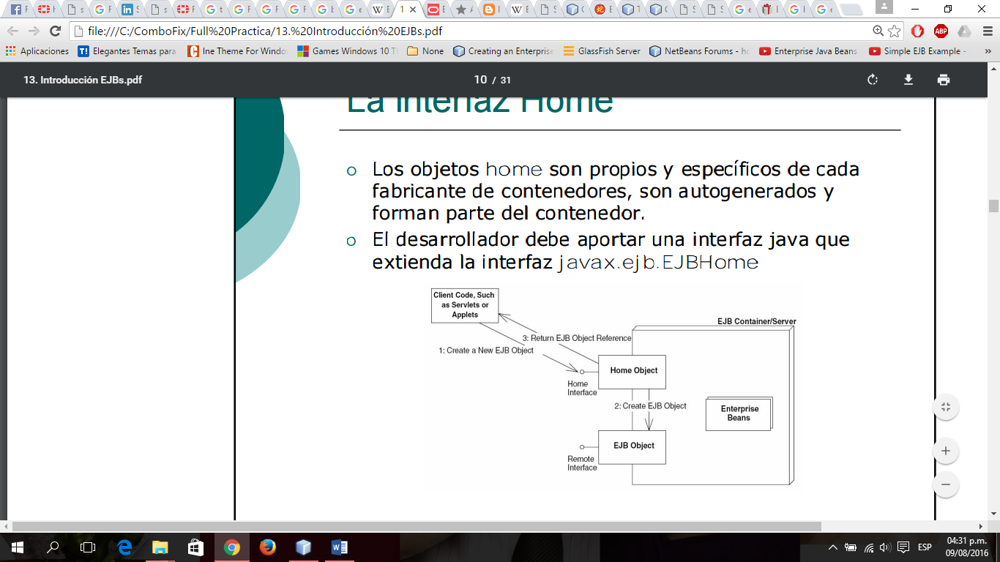 file:///C:/ComboFix/Full%20Practica/13.%20Introducción%20EJBs.pdf
Aplicaciones
Elegantes Temas para
Ine Theme For Windo
Games Windows 10 T
None
Creating an Enterprise
GlassFish Server
NetBeans Forums - ho
Enterprise Java Beans
Simple EJB Example -
13. Introducción EJBs.pdf
10 / 31
La interfaz Home
Los objetos home son propios y específicos de cada
fabricante de contenedores, son autogenerados y
forman parte del contenedor.
El desarrollador debe aportar una interfaz java que
extienda la interfaz javax.ejb.EJBHome
Client Code, Such
as Servlets or
Applets
EJB Container/Server
3: Return EJB Object Reference
1: Create a New EJB Object
Home Object
Home
Interface
2: Create EJB Object
Enterprise
Beans
EJB Object
Remote
Interface
ESP
04:31 p.m.
09/08/2016